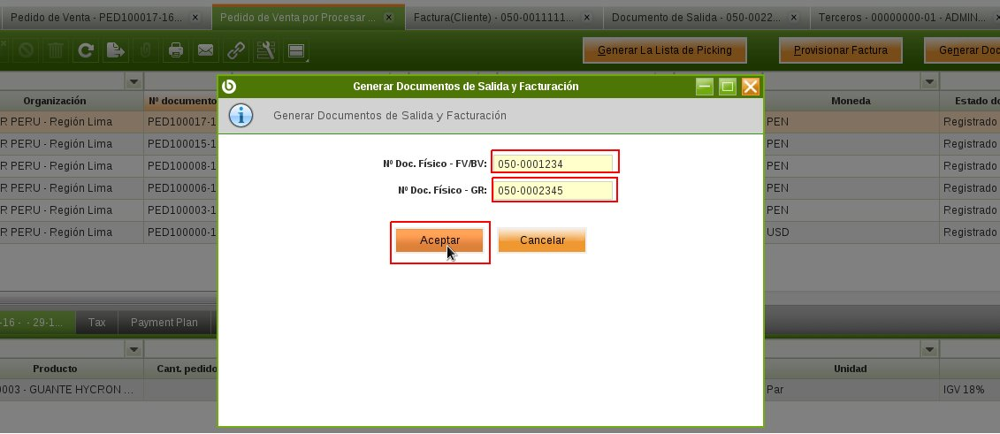 Pedido de Venta - PED100017-16... Pedido de Venta por Procesar ... Factura(Cliente) - 050-0011111... Documento de Salida - 050-0022... Terceros - 00000000-01 - ADMIN...
Generar La Lista de Picking Provisionar Factura Generar Doc
Organización Nº documento Moneda Estado do
R PERU - Región Lima PED100017-1 PEN Registrado
R PERU - Región Lima PED100015-1 PEN Registrado
R PERU - Región Lima PED100008-1 PEN Registrado
R PERU - Región Lima PED100006-1 PEN Registrado
R PERU - Región Lima PED100003-1 PEN Registrado
R PERU - Región Lima PED100000-1 USD Registrado
Generar Documentos de Salida y Facturación
Generar Documentos de Salida y Facturación
Nº Doc. Físico - FV/BV: 050-0001234
Nº Doc. Físico - GR: 050-0002345
Aceptar Cancelar
-16 - - 29-1... Tax Payment Plan
Producto Cant. pedido Unidad
0003 - GUANTE HYCRON ... Par IGV 18%